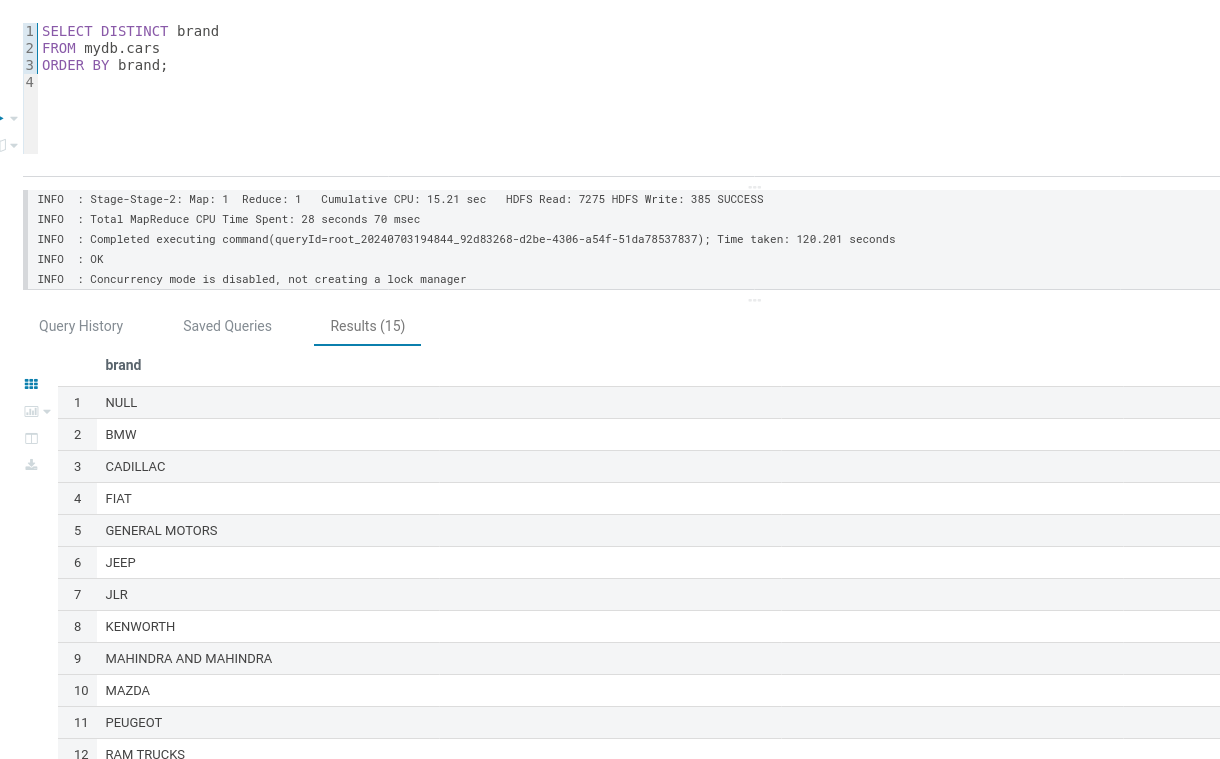 1 SELECT DISTINCT brand
2 FROM mydb.cars
3 ORDER BY brand;
4
INFO  : Stage-Stage-2: Map: 1  Reduce: 1   Cumulative CPU: 15.21 sec   HDFS Read: 7275 HDFS Write: 385 SUCCESS
INFO  : Total MapReduce CPU Time Spent: 28 seconds 70 msec
INFO  : Completed executing command(queryId=root_20240703194844_92d83268-d2be-4306-a54f-51da78537837); Time taken: 120.201 seconds
INFO  : OK
INFO  : Concurrency mode is disabled, not creating a lock manager
Query History Saved Queries Results (15)
brand
1 NULL
2 BMW
3 CADILLAC
4 FIAT
5 GENERAL MOTORS
6 JEEP
7 JLR
8 KENWORTH
9 MAHINDRA AND MAHINDRA
10 MAZDA
11 PEUGEOT
12 RAM TRUCKS